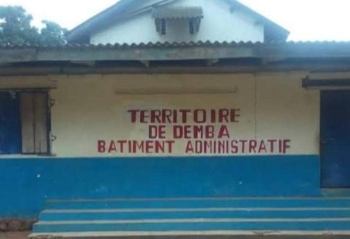 TERRITOIRE
DE DEMBA
BATIMENT ADMINISTRATIF